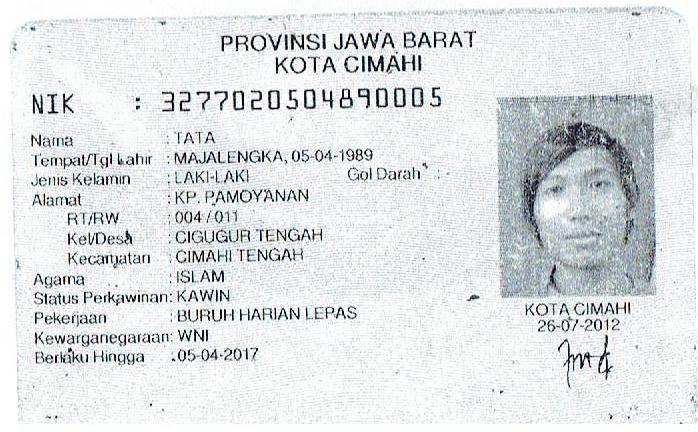 PROVINSI JAWA BARAT
KOTA CIMAHI
NIK : 3277020504890005
Nama : TATA
Tempat/Tgl Lahir : MAJALENGKA, 05-04-1989
Jenis Kelamin : LAKI-LAKI Gol Darah : -
Alamat : KP. PAMOYANAN
RT/RW : 004 / 011
Kel/Desa : CIGUGUR TENGAH
Kecamatan : CIMAHI TENGAH
Agama : ISLAM
Status Perkawinan: KAWIN
Pekerjaan : BURUH HARIAN LEPAS
Kewarganegaraan: WNI
Berlaku Hingga : 05-04-2017
KOTA CIMAHI
26-07-2012